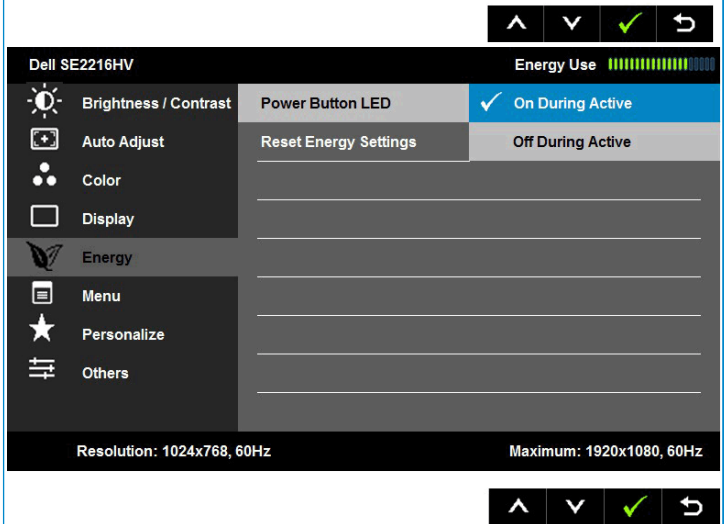 Dell SE2216HV Energy Use
Brightness / Contrast Power Button LED On During Active
Auto Adjust Reset Energy Settings Off During Active
Color
Display
Energy
Menu
Personalize
Others
Resolution: 1024x768, 60Hz Maximum: 1920x1080, 60Hz